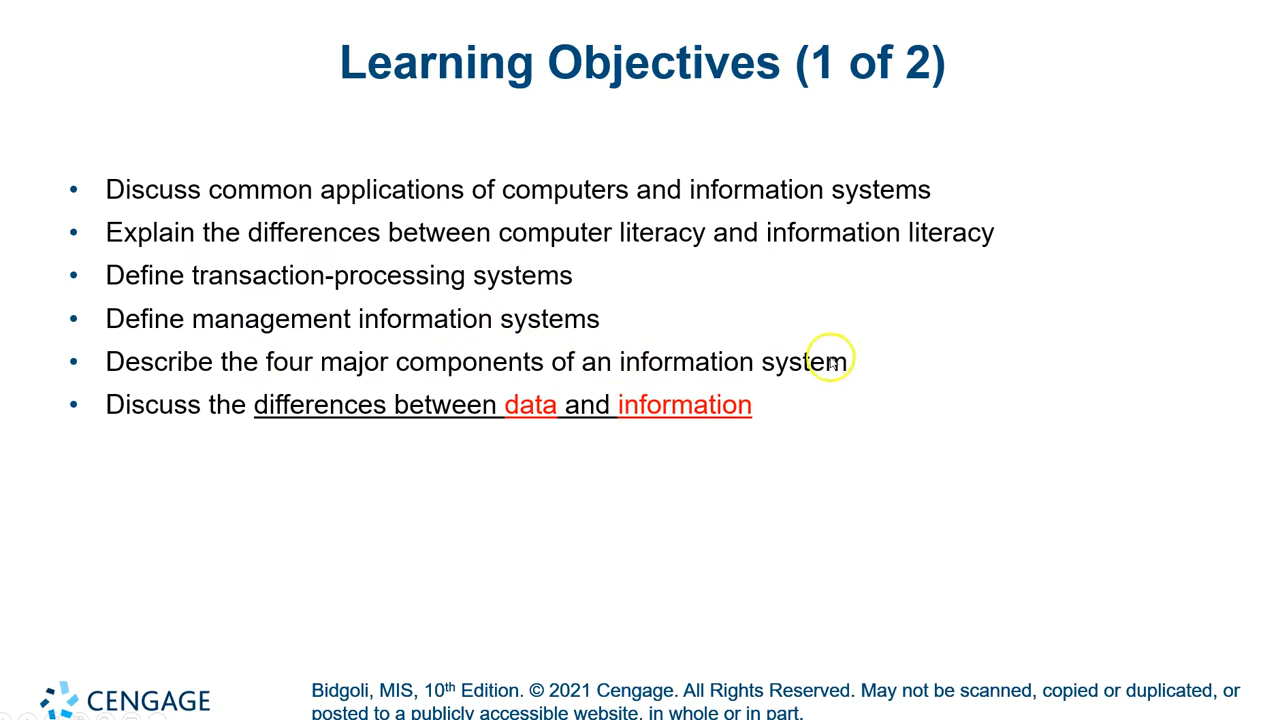 Learning Objectives (1 of 2)
• Discuss common applications of computers and information systems
• Explain the differences between computer literacy and information literacy
• Define transaction-processing systems
• Define management information systems
• Describe the four major components of an information system
• Discuss the differences between data and information
CENGAGE
Bidgoli, MIS, 10th Edition. © 2021 Cengage. All Rights Reserved. May not be scanned, copied or duplicated, or
posted to a publicly accessible website, in whole or in part.